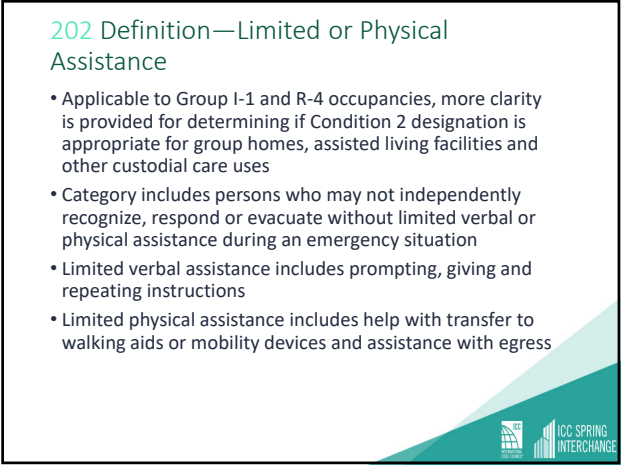 202 Definition—Limited or Physical
Assistance
• Applicable to Group I-1 and R-4 occupancies, more clarity
is provided for determining if Condition 2 designation is
appropriate for group homes, assisted living facilities and
other custodial care uses
• Category includes persons who may not independently
recognize, respond or evacuate without limited verbal or
physical assistance during an emergency situation
• Limited verbal assistance includes prompting, giving and
repeating instructions
• Limited physical assistance includes help with transfer to
walking aids or mobility devices and assistance with egress
ICC
INTERNATIONAL
CODE COUNCIL
ICC SPRING
INTERCHANGE